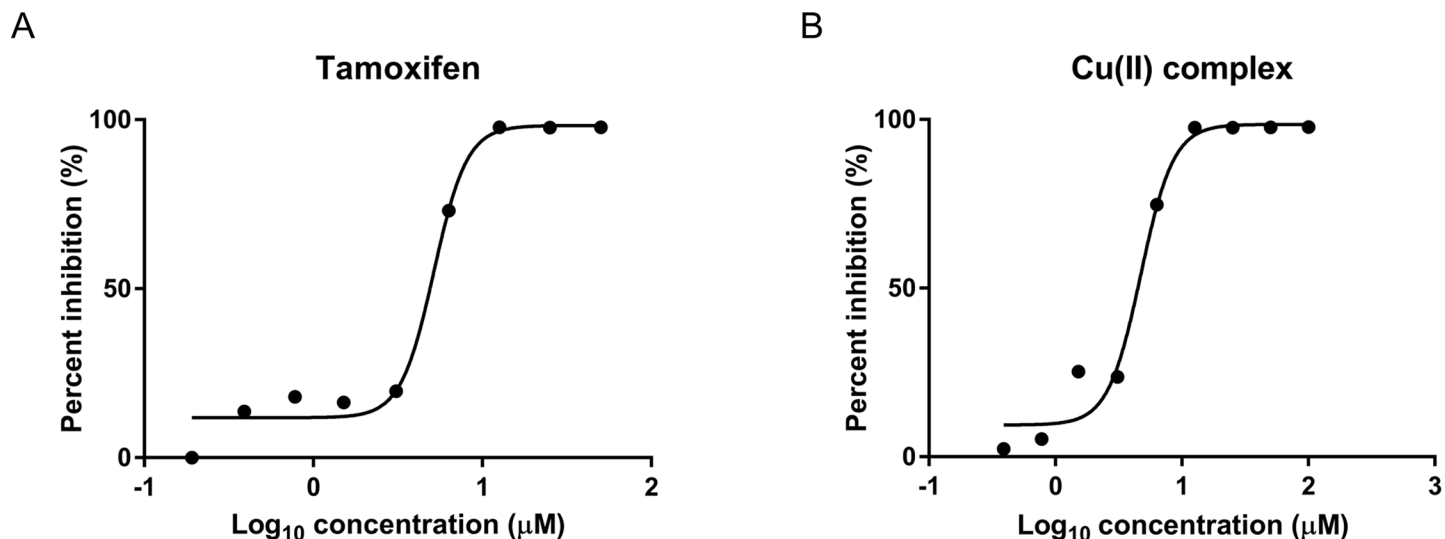 A
Tamoxifen
Percent inhibition (%)
100
50
0
-1
0
1
2
Log10 concentration (μM)
B
Cu(II) complex
Percent inhibition (%)
100
50
0
-1
0
1
2
3
Log10 concentration (μM)